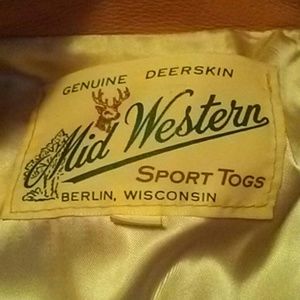 GENUINE DEERSKIN
Mid Western
SPORT TOGS
BERLIN, WISCONSIN